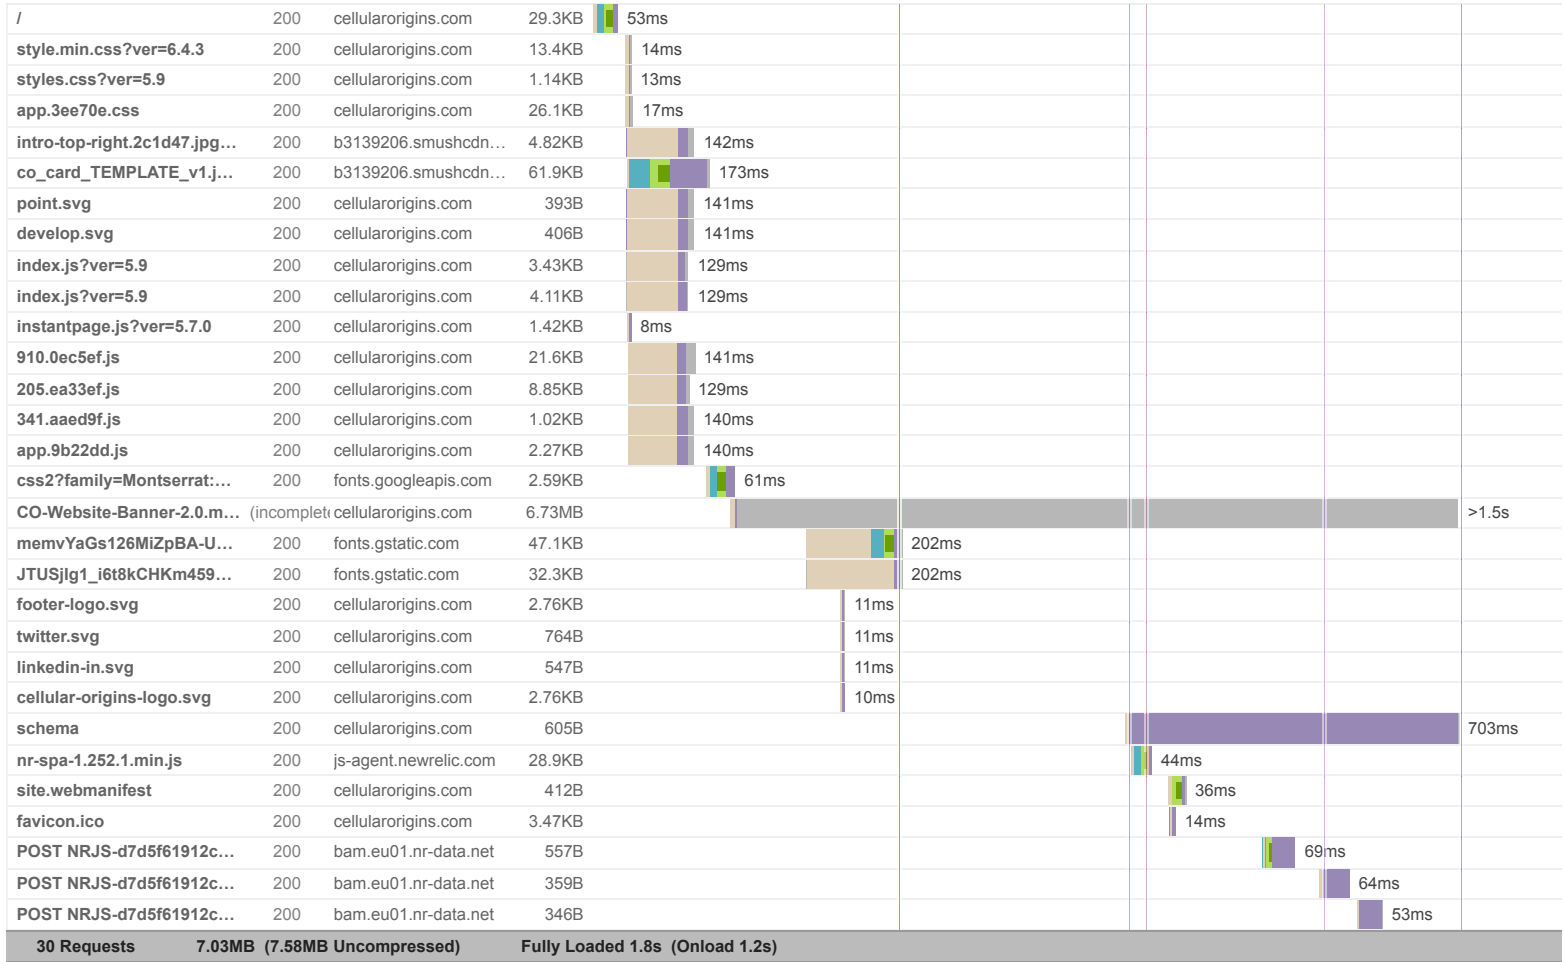 / 200 cellularorigins.com 29.3KB 53ms
style.min.css?ver=6.4.3 200 cellularorigins.com 13.4KB 14ms
styles.css?ver=5.9 200 cellularorigins.com 1.14KB 13ms
app.3ee70e.css 200 cellularorigins.com 26.1KB 17ms
intro-top-right.2c1d47.jpg... 200 b3139206.smushcdn... 4.82KB 142ms
co_card_TEMPLATE_v1.j... 200 b3139206.smushcdn... 61.9KB 173ms
point.svg 200 cellularorigins.com 393B 141ms
develop.svg 200 cellularorigins.com 406B 141ms
index.js?ver=5.9 200 cellularorigins.com 3.43KB 129ms
index.js?ver=5.9 200 cellularorigins.com 4.11KB 129ms
instantpage.js?ver=5.7.0 200 cellularorigins.com 1.42KB 8ms
910.0ec5ef.js 200 cellularorigins.com 21.6KB 141ms
205.ea33ef.js 200 cellularorigins.com 8.85KB 129ms
341.aaed9f.js 200 cellularorigins.com 1.02KB 140ms
app.9b22dd.js 200 cellularorigins.com 2.27KB 140ms
css2?family=Montserrat:... 200 fonts.googleapis.com 2.59KB 61ms
CO-Website-Banner-2.0.m... (incomplete cellularorigins.com 6.73MB >1.5s
memvYaGs126MiZpBA-U... 200 fonts.gstatic.com 47.1KB 202ms
JTUSjIg1_i6t8kCHKm459... 200 fonts.gstatic.com 32.3KB 202ms
footer-logo.svg 200 cellularorigins.com 2.76KB 11ms
twitter.svg 200 cellularorigins.com 764B 11ms
linkedin-in.svg 200 cellularorigins.com 547B 11ms
cellular-origins-logo.svg 200 cellularorigins.com 2.76KB 10ms
schema 200 cellularorigins.com 605B 703ms
nr-spa-1.252.1.min.js 200 js-agent.newrelic.com 28.9KB 44ms
site.webmanifest 200 cellularorigins.com 412B 36ms
favicon.ico 200 cellularorigins.com 3.47KB 14ms
POST NRJS-d7d5f61912c... 200 bam.eu01.nr-data.net 557B 69ms
POST NRJS-d7d5f61912c... 200 bam.eu01.nr-data.net 359B 64ms
POST NRJS-d7d5f61912c... 200 bam.eu01.nr-data.net 346B 53ms
30 Requests 7.03MB (7.58MB Uncompressed) Fully Loaded 1.8s (Onload 1.2s)